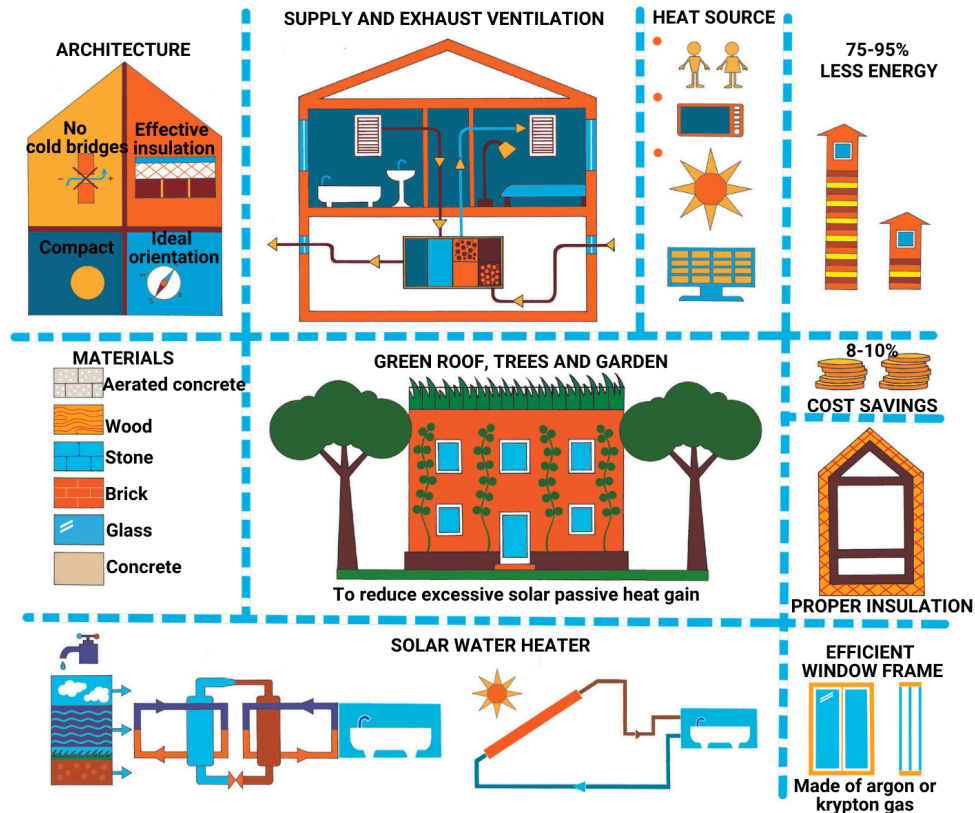 ARCHITECTURE
No
cold bridges
Effective
insulation
- +
Compact
Ideal
orientation
SUPPLY AND EXHAUST VENTILATION
HEAT SOURCE
75-95%
LESS ENERGY
MATERIALS
Aerated concrete
Wood
Stone
Brick
Glass
Concrete
GREEN ROOF, TREES AND GARDEN
To reduce excessive solar passive heat gain
8-10%
COST SAVINGS
PROPER INSULATION
SOLAR WATER HEATER
EFFICIENT
WINDOW FRAME
Made of argon or
krypton gas